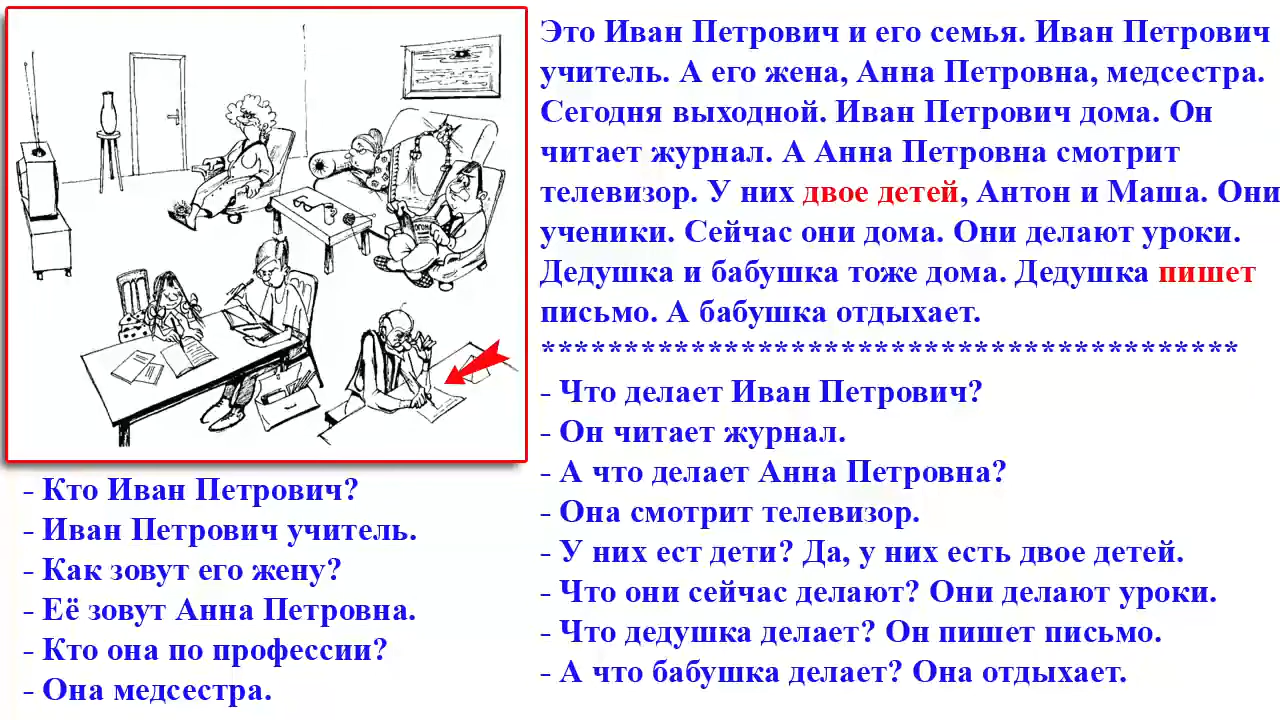 Это Иван Петрович и его семья. Иван Петрович
учитель. А его жена, Анна Петровна, медсестра.
Сегодня выходной. Иван Петрович дома. Он
читает журнал. А Анна Петровна смотрит
телевизор. У них двое детей, Антон и Маша. Они
ученики. Сейчас они дома. Они делают уроки.
Дедушка и бабушка тоже дома. Дедушка пишет
письмо. А бабушка отдыхает.
******************************************
- Что делает Иван Петрович?
- Он читает журнал.
- А что делает Анна Петровна?
- Она смотрит телевизор.
- У них ест дети? Да, у них есть двое детей.
- Что они сейчас делают? Они делают уроки.
- Что дедушка делает? Он пишет письмо.
- А что бабушка делает? Она отдыхает.
- Кто Иван Петрович?
- Иван Петрович учитель.
- Как зовут его жену?
- Её зовут Анна Петровна.
- Кто она по профессии?
- Она медсестра.